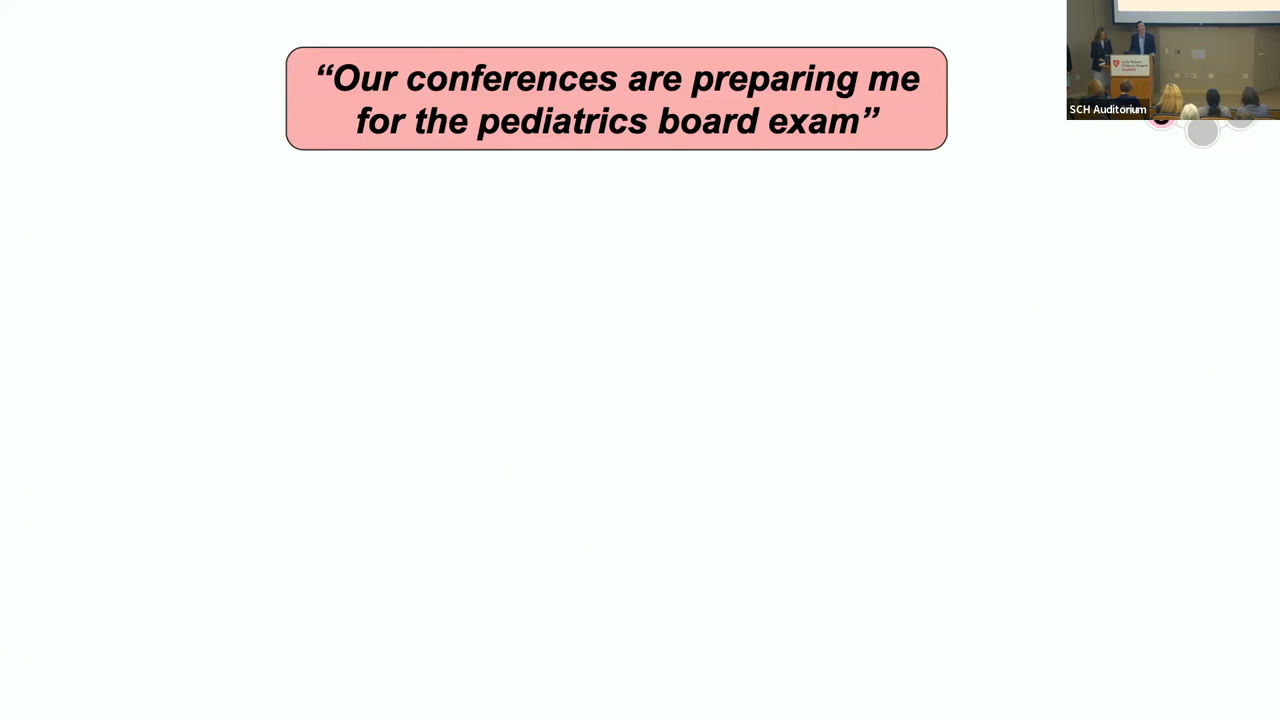 “Our conferences are preparing me
for the pediatrics board exam”
SCH Auditorium